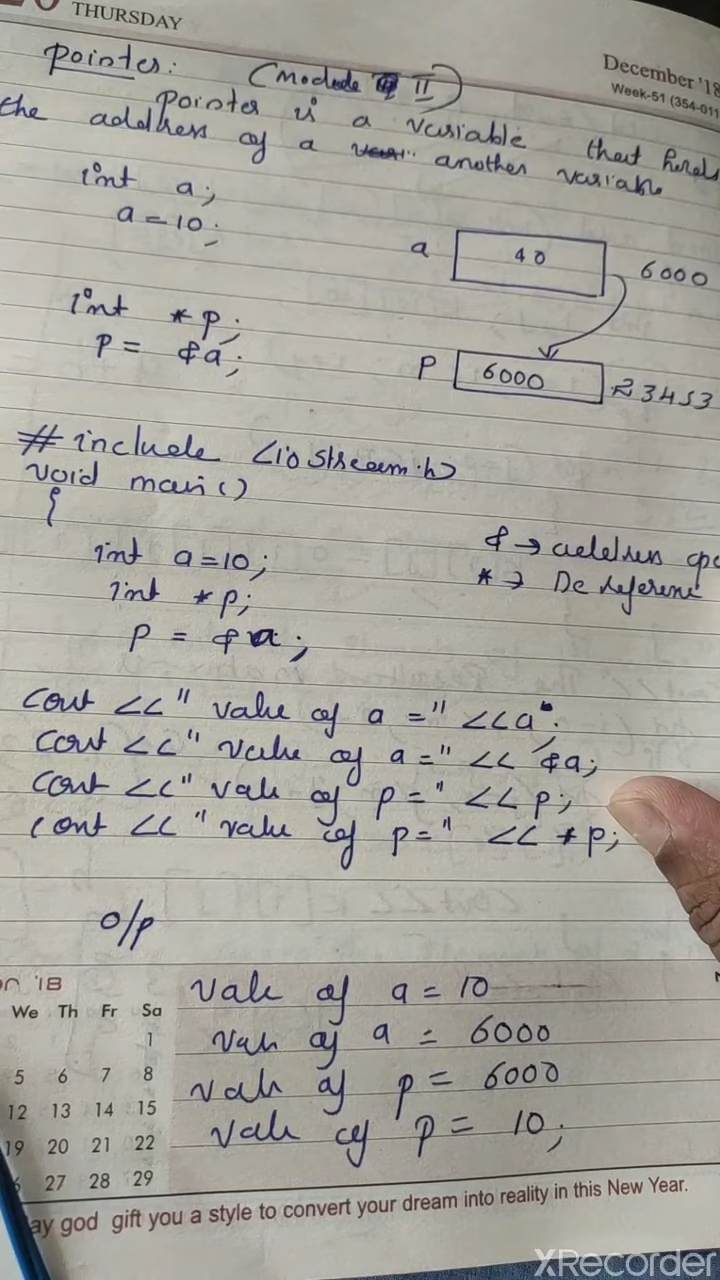 THURSDAY
December '18
Week-51 (354-011
Pointer: (Module II)
Pointer is a variable that holds
the address of a another variable
int a;
a = 10;
a 40 6000
int *p;
p = &a;
P 6000 23453
# include <iostream.h>
void main()
{
int a=10;
& → address ope
int *p;
* → De reference
p = &a;
cout << " value of a =" <<a";
cout << " value of a =" << &a;
cout << " value of p =" << p;
cout << " value of p =" << *p;
o/p
on '18
We Th Fr Sa
1
5 6 7 8
12 13 14 15
19 20 21 22
27 28 29
value of a = 10
value of a = 6000
value of p = 6000
value of p = 10;
ay god gift you a style to convert your dream into reality in this New Year.
XRecorder